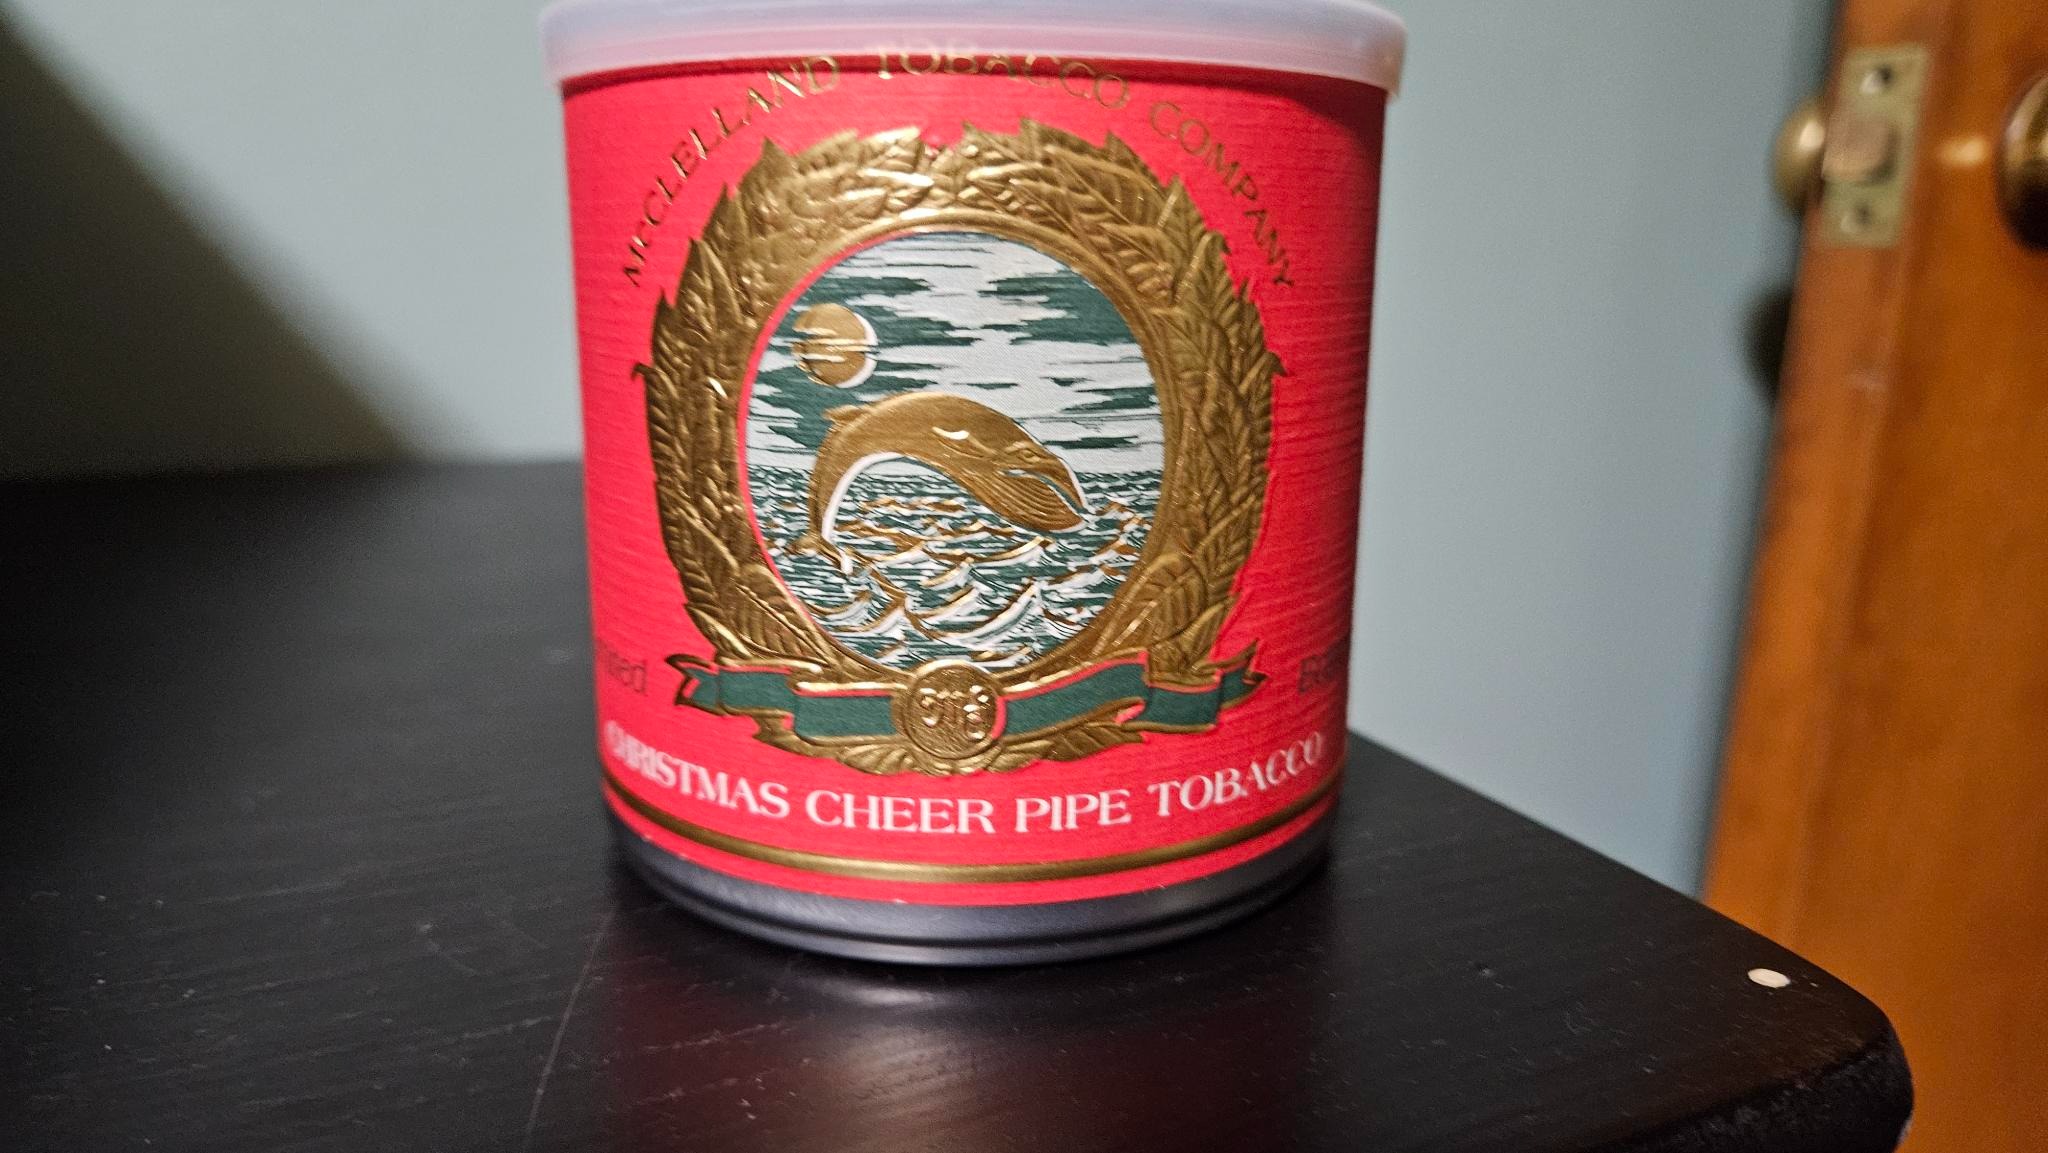 McCLELLAND TOBACCO COMPANY
CHRISTMAS CHEER PIPE TOBACCO